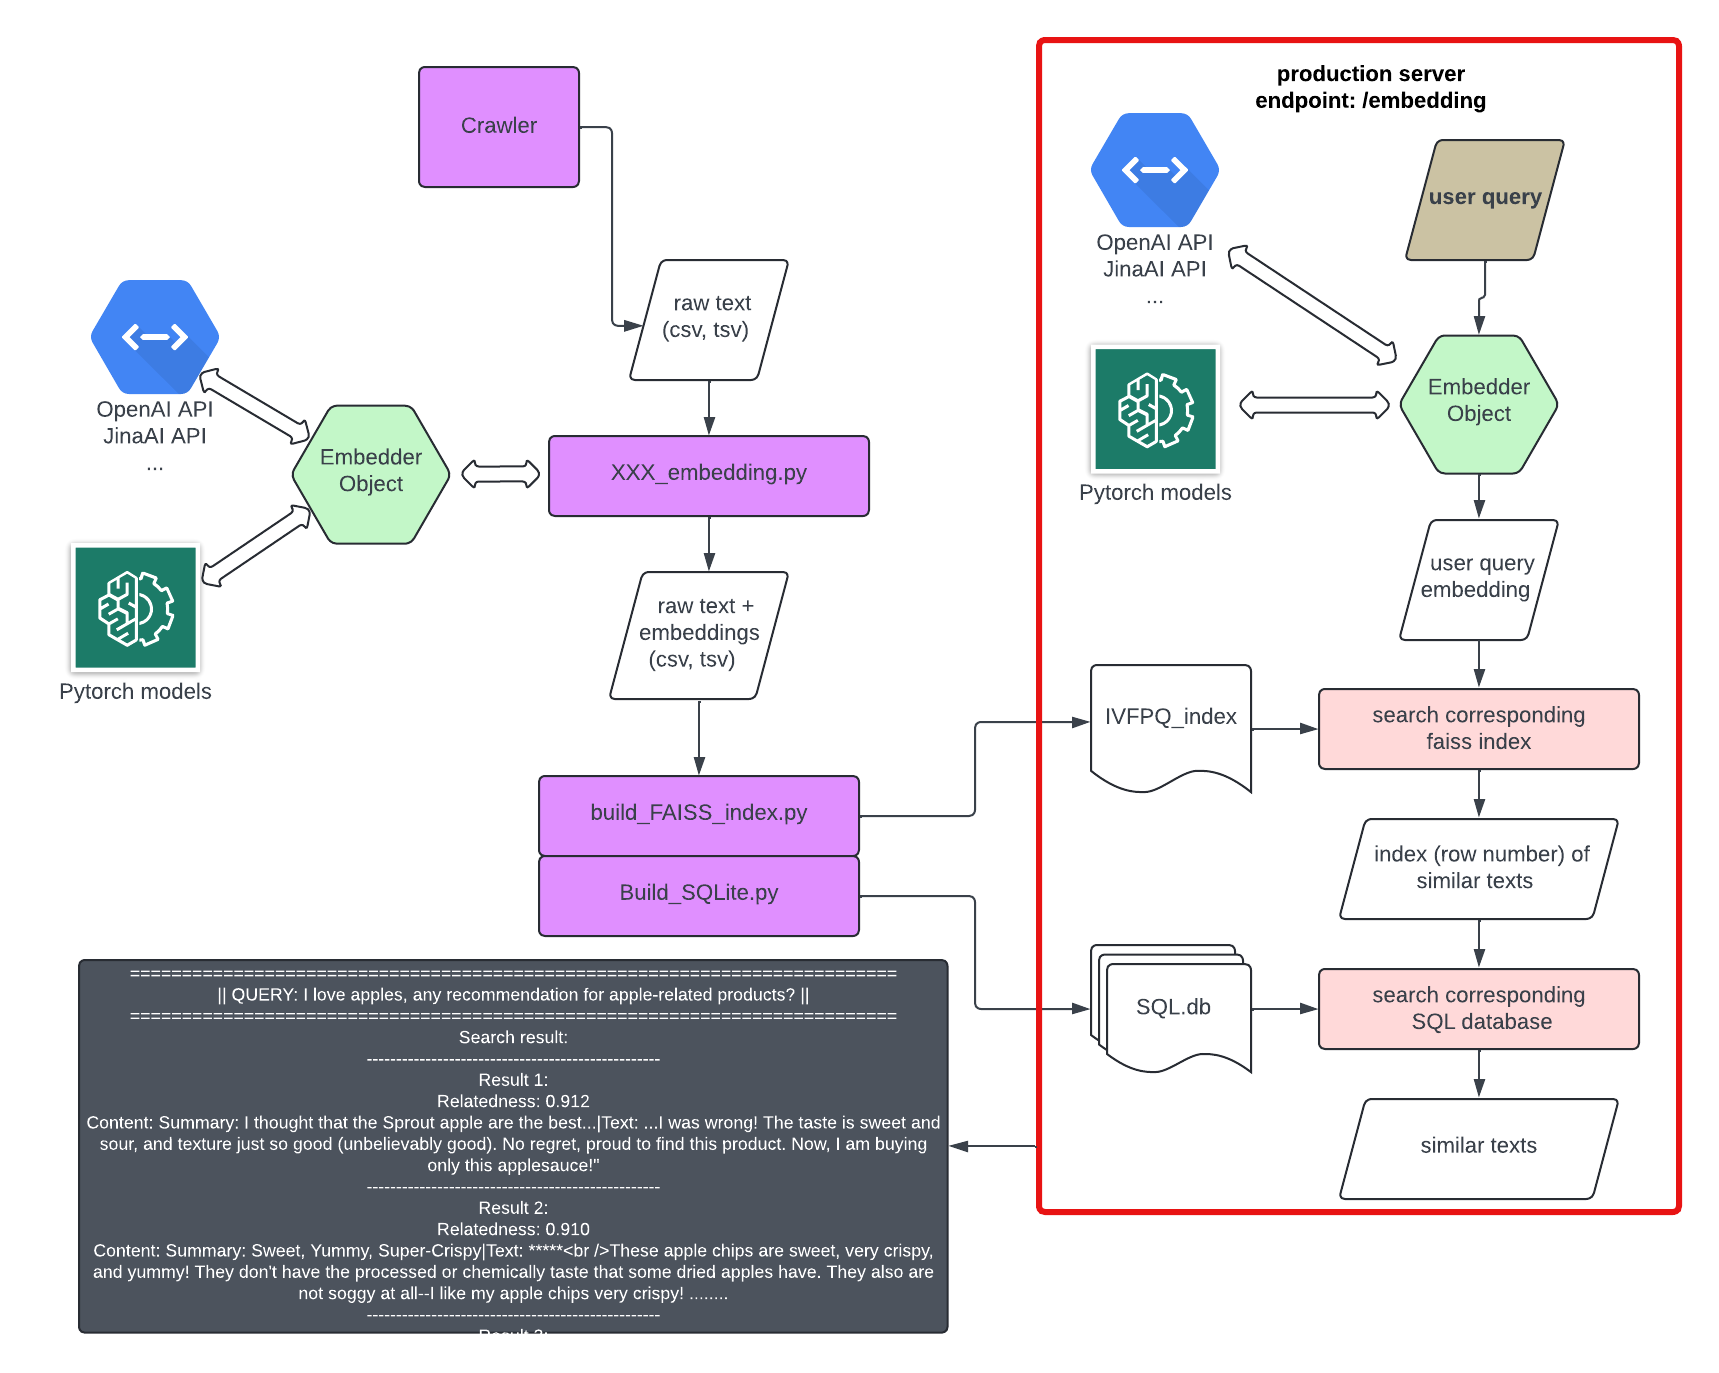 Crawler
raw text
(csv, tsv)
OpenAI API
JinaAI API
...
Embedder
Object
XXX_embedding.py
Pytorch models
raw text +
embeddings
(csv, tsv)
build_FAISS_index.py
Build_SQLite.py
production server
endpoint: /embedding
OpenAI API
JinaAI API
...
user query
Embedder
Object
Pytorch models
user query
embedding
IVFPQ_index
search corresponding
faiss index
index (row number) of
similar texts
SQL.db
search corresponding
SQL database
similar texts
==========================================================================
|| QUERY: I love apples, any recommendation for apple-related products? ||
==========================================================================
Search result:
--------------------------------------------------
Result 1:
Relatedness: 0.912
Content: Summary: I thought that the Sprout apple are the best...|Text: ...I was wrong! The taste is sweet and
sour, and texture just so good (unbelievably good). No regret, proud to find this product. Now, I am buying
only this applesauce!"
--------------------------------------------------
Result 2:
Relatedness: 0.910
Content: Summary: Sweet, Yummy, Super-Crispy|Text: *****<br />These apple chips are sweet, very crispy,
and yummy! They don't have the processed or chemically taste that some dried apples have. They also are
not soggy at all--I like my apple chips very crispy! ........
--------------------------------------------------
Result 3: